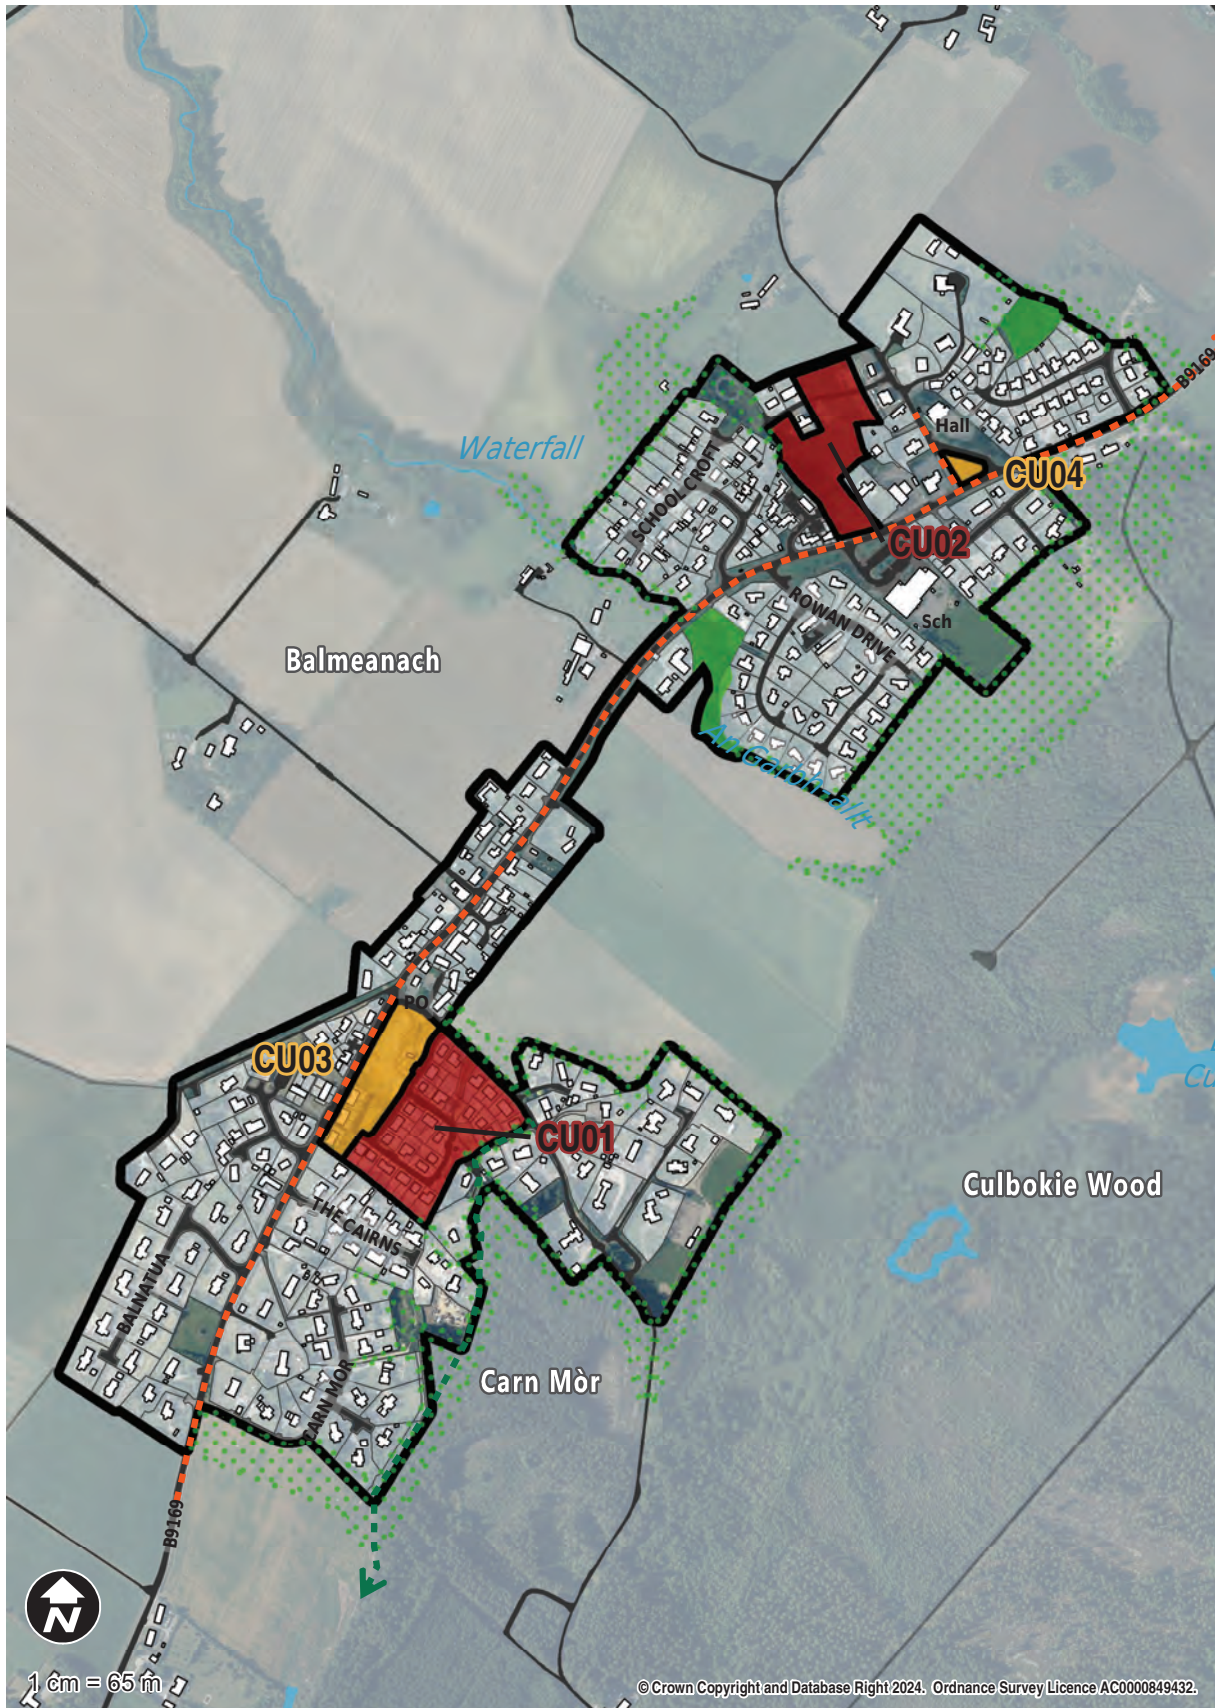 B9169
Hall
Waterfall
CU04
SCHOOLCROFT
CU02
ROWAN DRIVE
Sch
Balmeanach
An Garbh-allt
PO
CU03
Cu
CU01
Culbokie Wood
THE CAIRNS
BALNATUA
Carn Mòr
CARN MOR
B9169
N
1 cm = 65 m
© Crown Copyright and Database Right 2024. Ordnance Survey Licence AC0000849432.